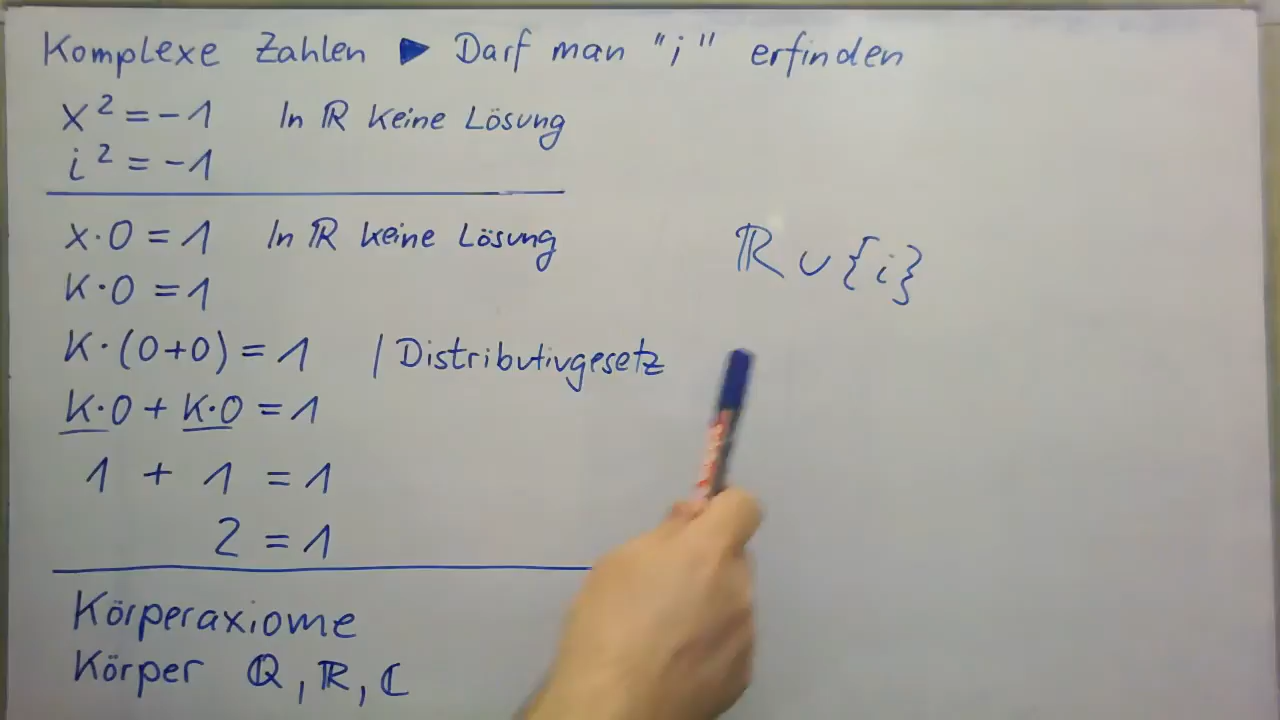 Komplexe Zahlen ▶ Darf man "i" erfinden
x² = -1 In ℝ keine Lösung
i² = -1
x·0 = 1 In ℝ keine Lösung
K·0 = 1
K·(0+0) = 1 | Distributivgesetz
K·0 + K·0 = 1
1 + 1 = 1
2 = 1
Körperaxiome
Körper ℚ, ℝ, ℂ
ℝ ∪ {i}